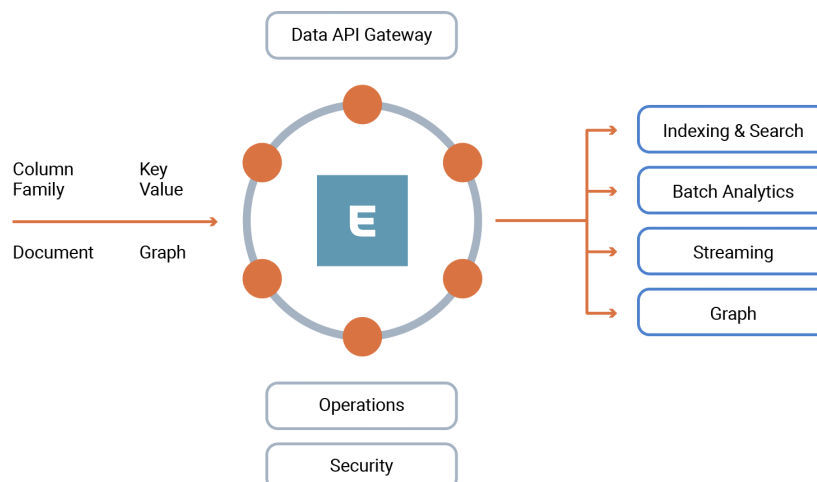 Data API Gateway
Column Family
Key Value
Document
Graph
E
Indexing & Search
Batch Analytics
Streaming
Graph
Operations
Security